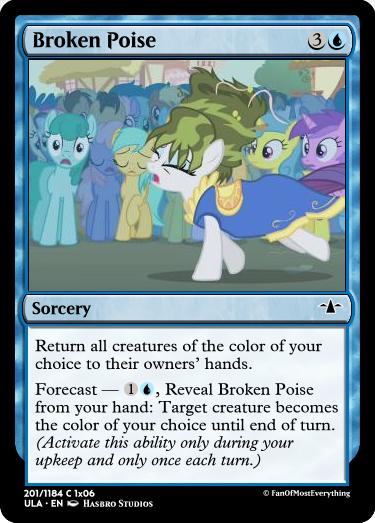 Broken Poise 3
Sorcery
Return all creatures of the color of your
choice to their owners' hands.
Forecast — 1, Reveal Broken Poise
from your hand: Target creature becomes
the color of your choice until end of turn.
(Activate this ability only during your
upkeep and only once each turn.)
201/1184 C 1x06
ULA • EN Hasbro Studios
© FanOfMostEverything